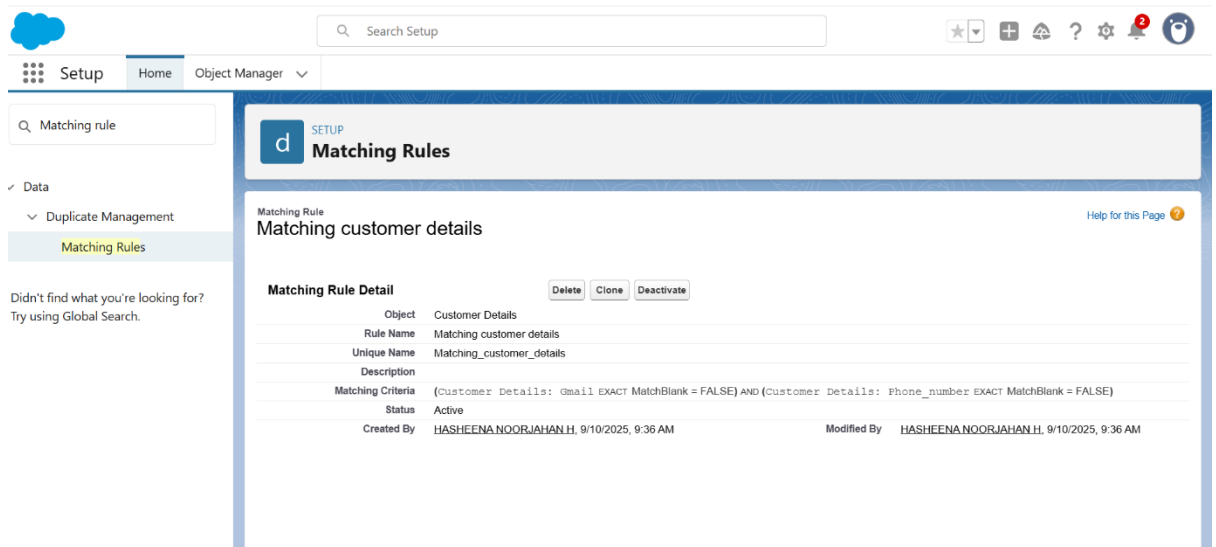 Search Setup
2
Setup
Home
Object Manager
Matching rule
Data
Duplicate Management
Matching Rules
Didn't find what you're looking for?
Try using Global Search.
d
SETUP
Matching Rules
Matching Rule
Matching customer details
Help for this Page ?
Matching Rule Detail
Delete Clone Deactivate
Object Customer Details
Rule Name Matching customer details
Unique Name Matching_customer_details
Description
Matching Criteria (Customer Details: Gmail EXACT MatchBlank = FALSE) AND (Customer Details: Phone_number EXACT MatchBlank = FALSE)
Status Active
Created By HASHEENA NOORJAHAN H, 9/10/2025, 9:36 AM Modified By HASHEENA NOORJAHAN H, 9/10/2025, 9:36 AM